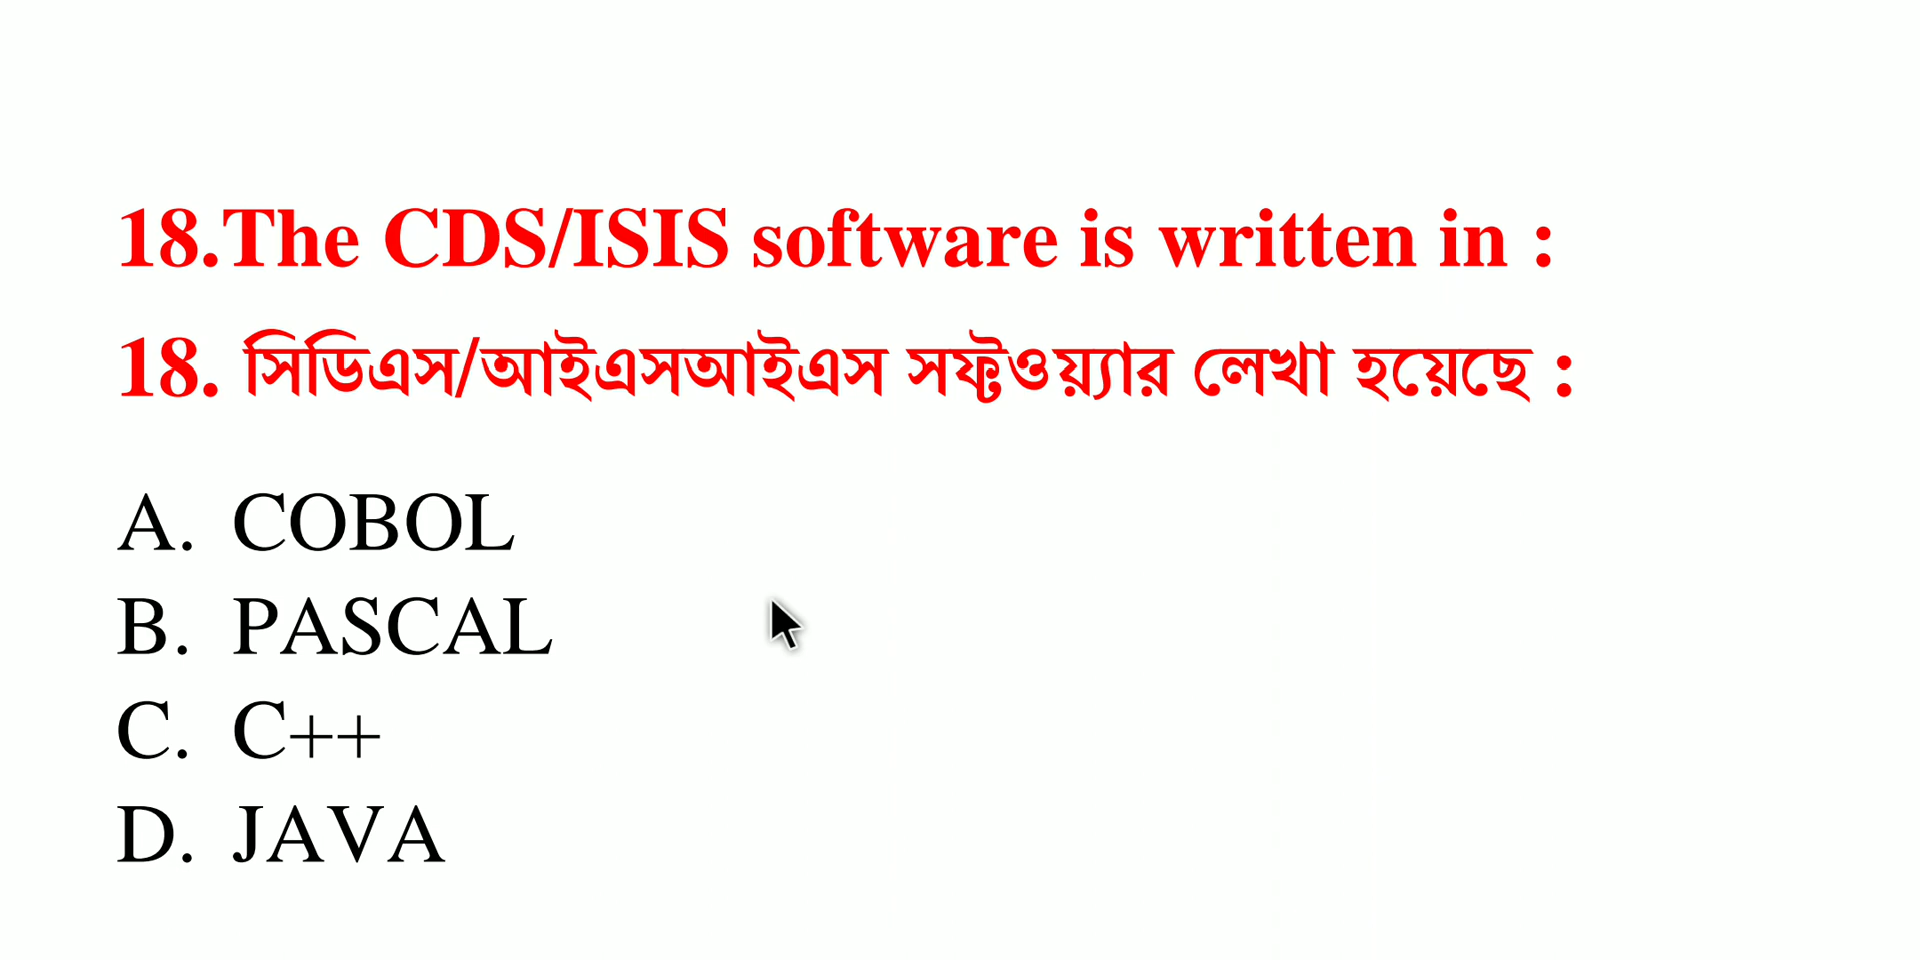 18.The CDS/ISIS software is written in :
18. সিডিএস/আইএসআইএস সফ্টওয়্যার লেখা হয়েছে :
A. COBOL
B. PASCAL
C. C++
D. JAVA